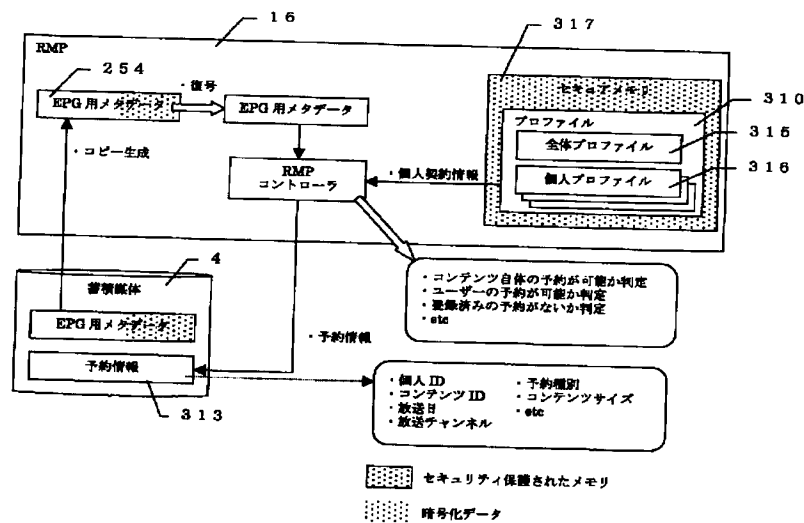 16
317
RMP
254
セキュアメモリ
310
・復号
EPG用メタデータ
EPG用メタデータ
プロファイル
315
全体プロファイル
・コピー生成
316
・個人契約情報
個人プロファイル
RMP
コントローラ
4
蓄積媒体
・コンテンツ自体の予約が可能か判定
・ユーザーの予約が可能か判定
・登録済みの予約がないか判定
・etc
EPG用メタデータ
・予約情報
予約情報
313
・個人ID
・コンテンツID
・放送日
・放送チャンネル
・予約種別
・コンテンツサイズ
・etc
セキュリティ保護されたメモリ
暗号化データ